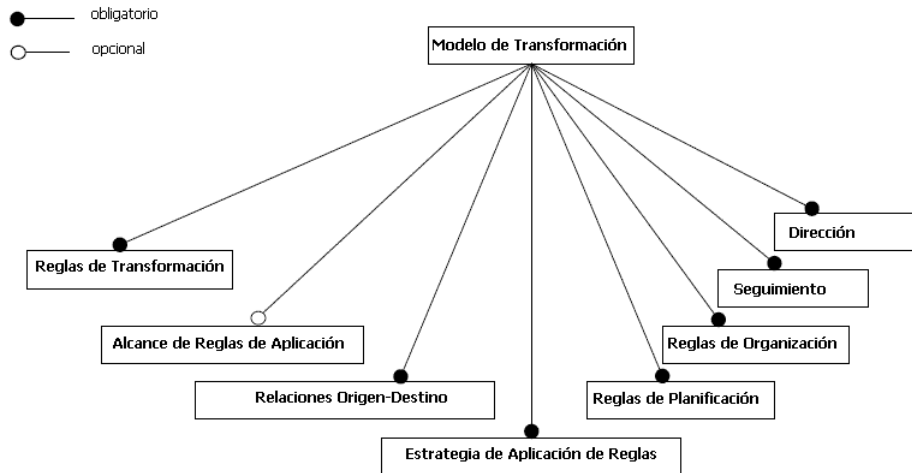 obligatorio
opcional
Modelo de Transformación
Dirección
Reglas de Transformación
Seguimiento
Alcance de Reglas de Aplicación
Reglas de Organización
Relaciones Origen-Destino
Reglas de Planificación
Estrategia de Aplicación de Reglas